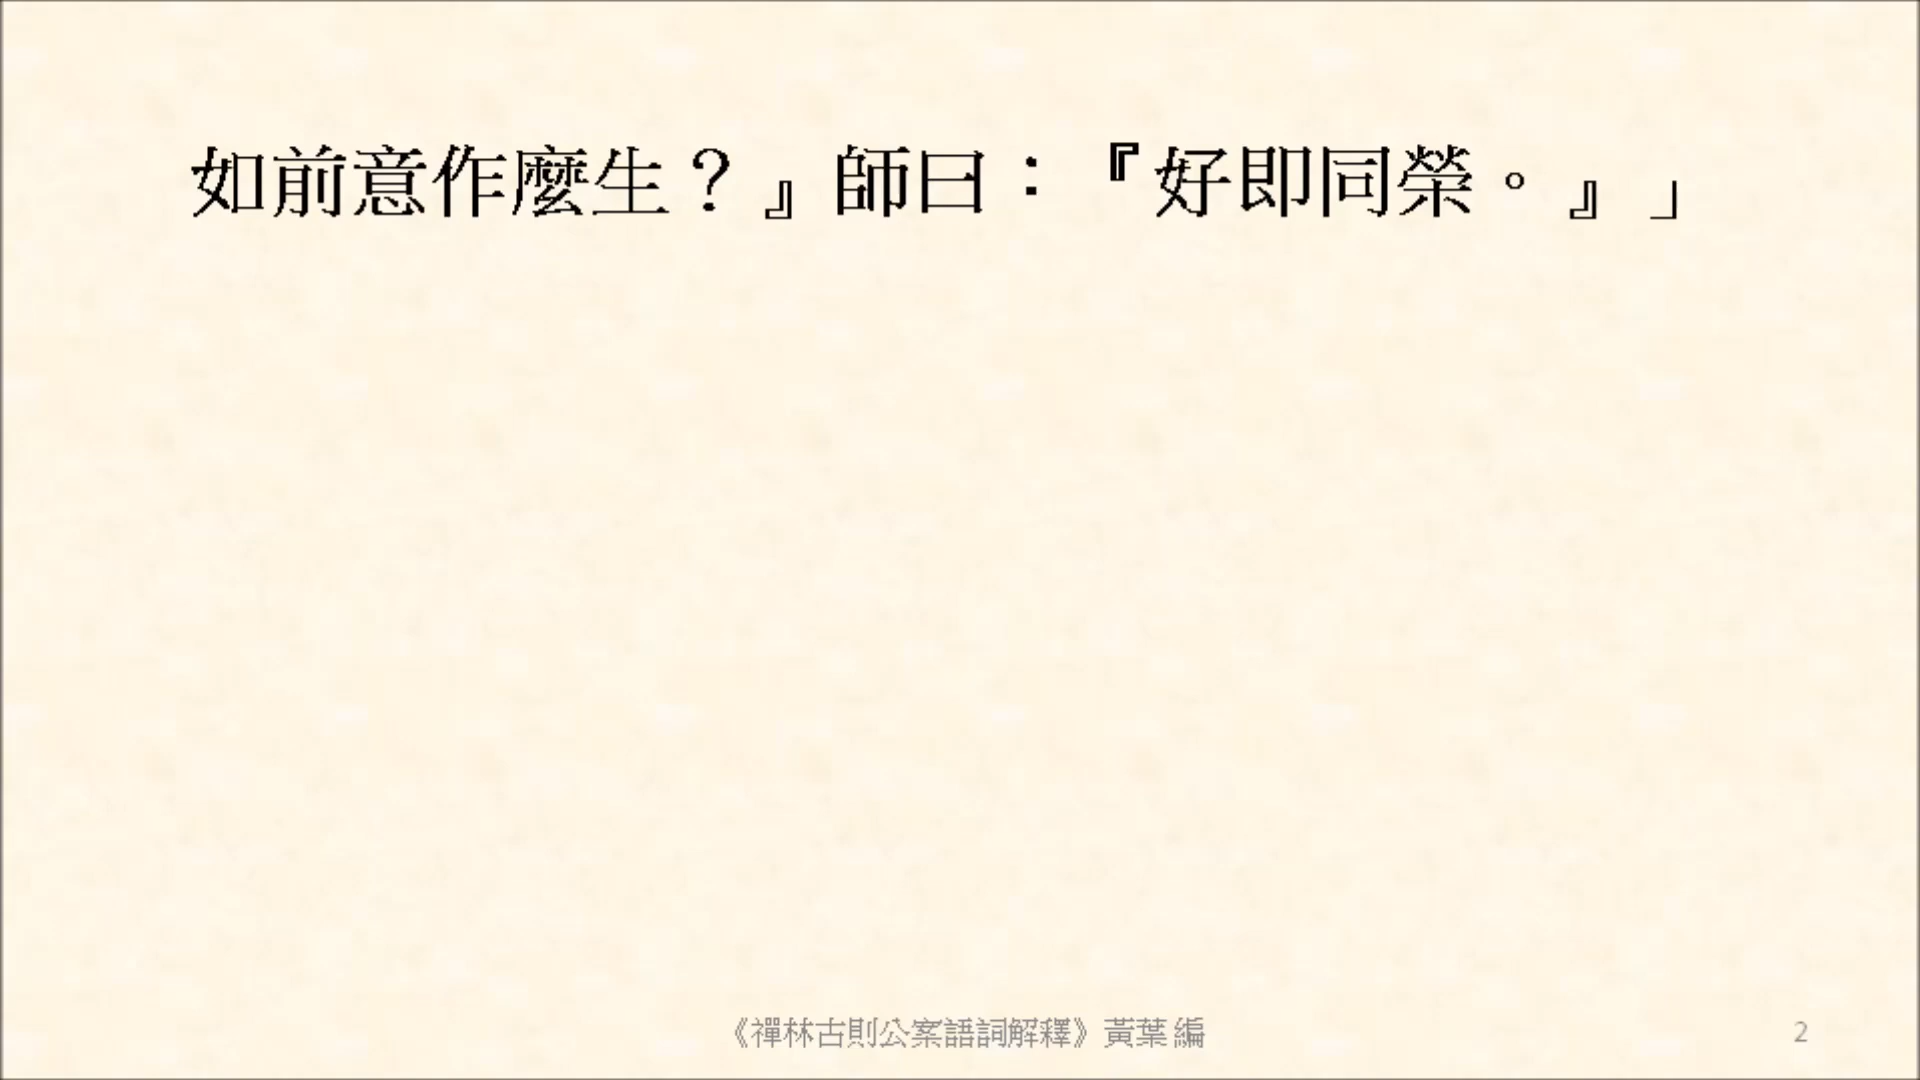 如前意作麼生？』師曰：『好即同榮。』」
《禪林古則公案語詞解釋》黃葉 編
2